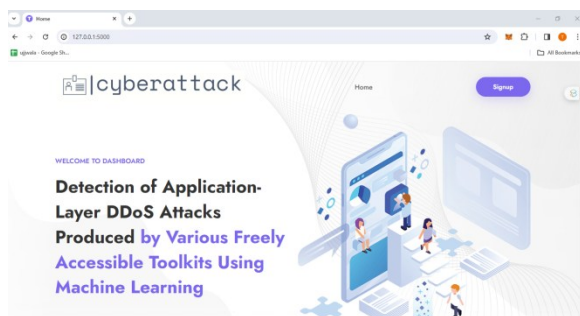 Home
127.0.0.1:5000
ujjwala - Google Sh...
All Bookmarks
|cyberattack
Home
Signup
WELCOME TO DASHBOARD
Detection of Application-
Layer DDoS Attacks
Produced by Various Freely
Accessible Toolkits Using
Machine Learning